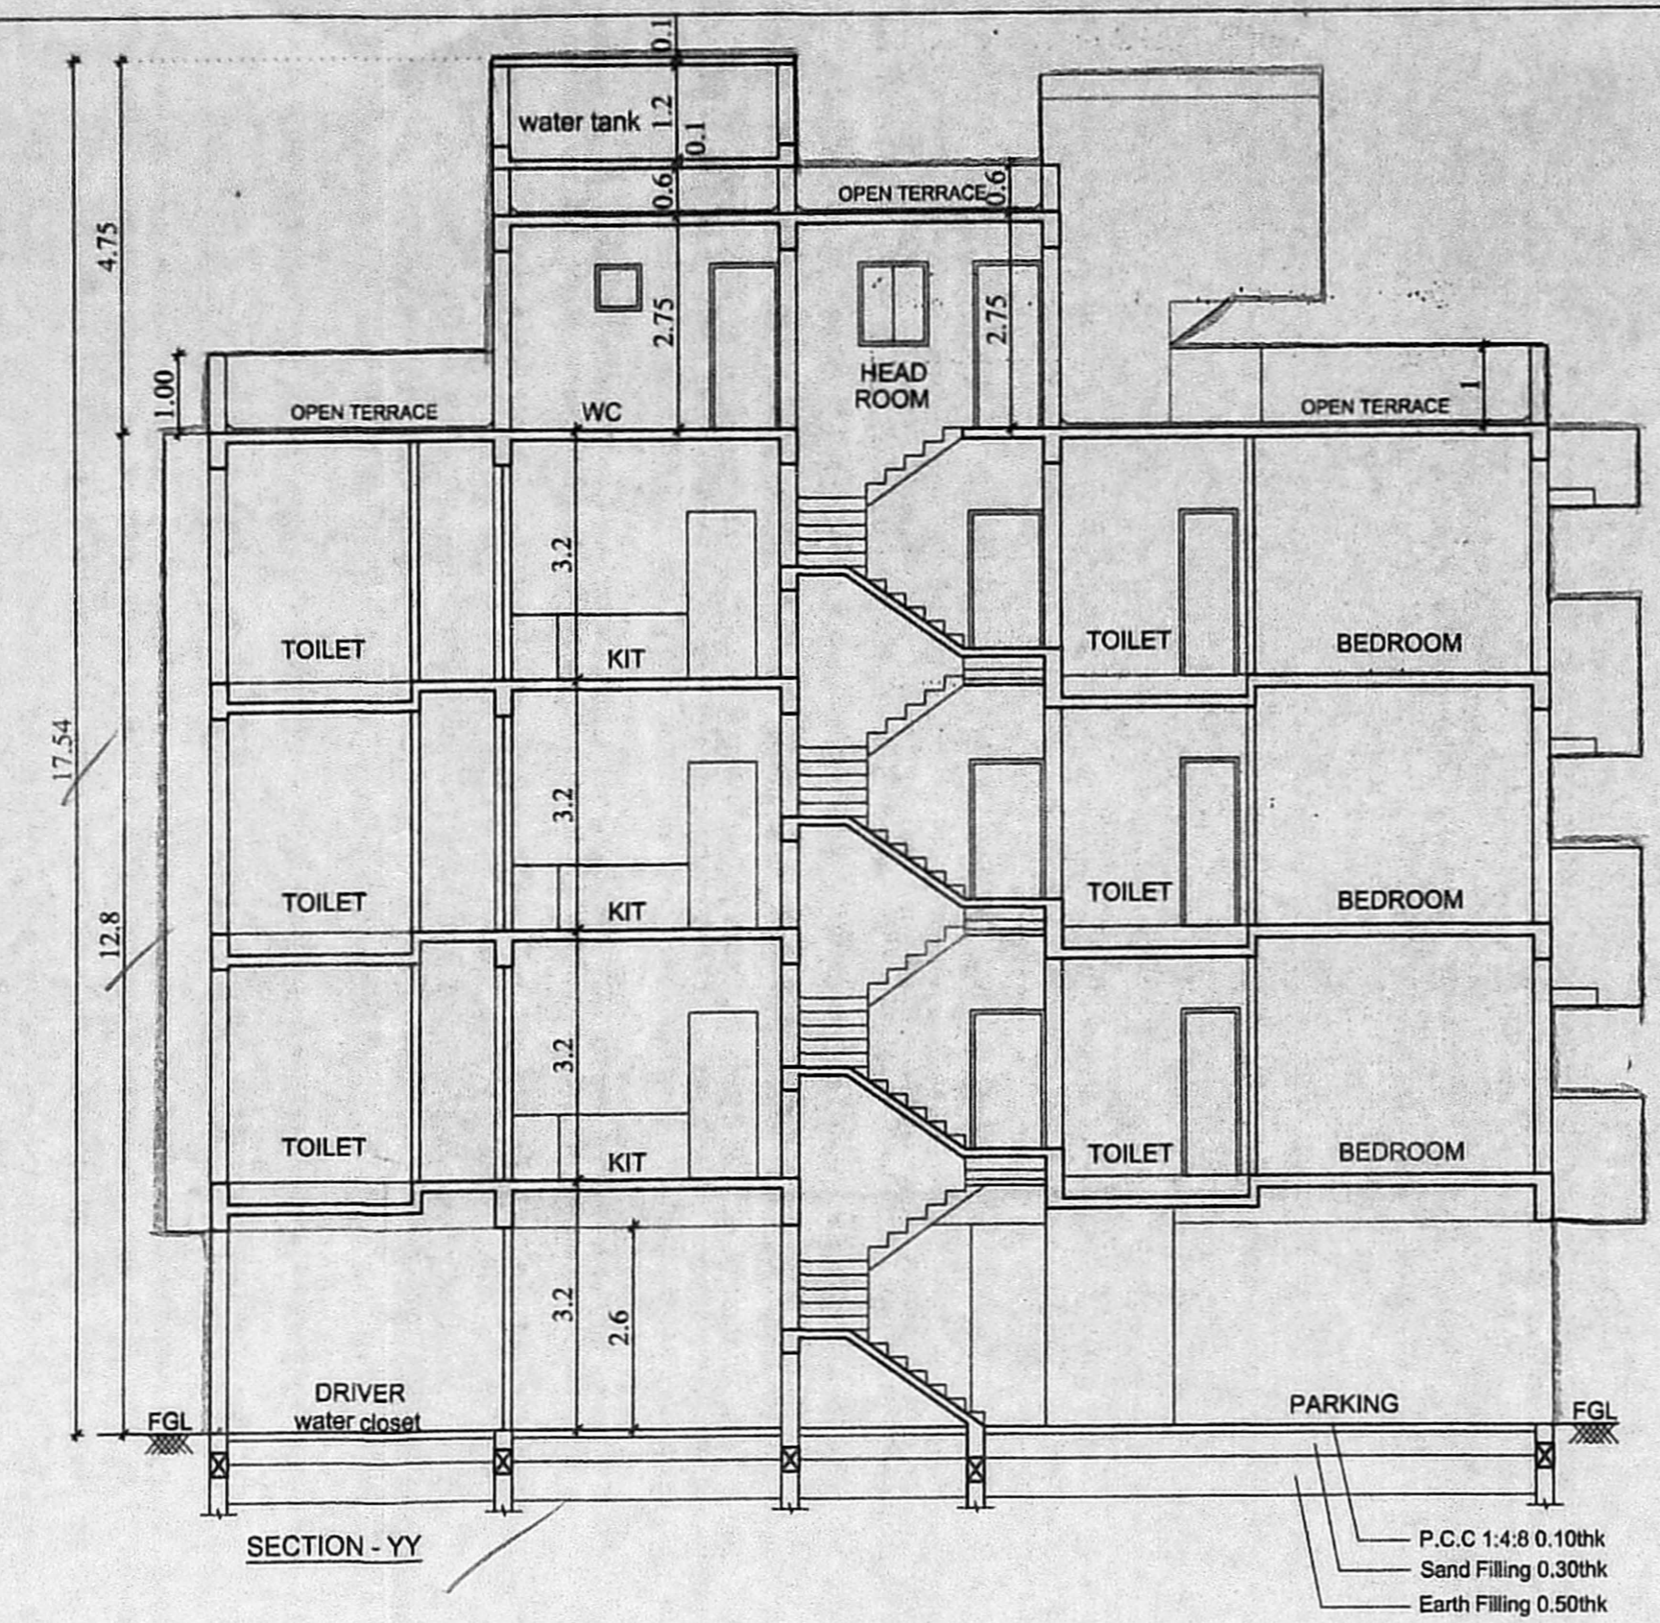 0.1
water tank
1.2
0.1
0.6
OPEN TERRACE
0.6
4.75
2.75
2.75
HEAD
ROOM
1.00
OPEN TERRACE
WC
1
OPEN TERRACE
3.2
TOILET
KIT
TOILET
BEDROOM
17.54
3.2
TOILET
KIT
TOILET
BEDROOM
12.8
3.2
TOILET
KIT
TOILET
BEDROOM
3.2
2.6
DRIVER
water closet
PARKING
FGL
FGL
SECTION - YY
P.C.C 1:4:8 0.10thk
Sand Filling 0.30thk
Earth Filling 0.50thk